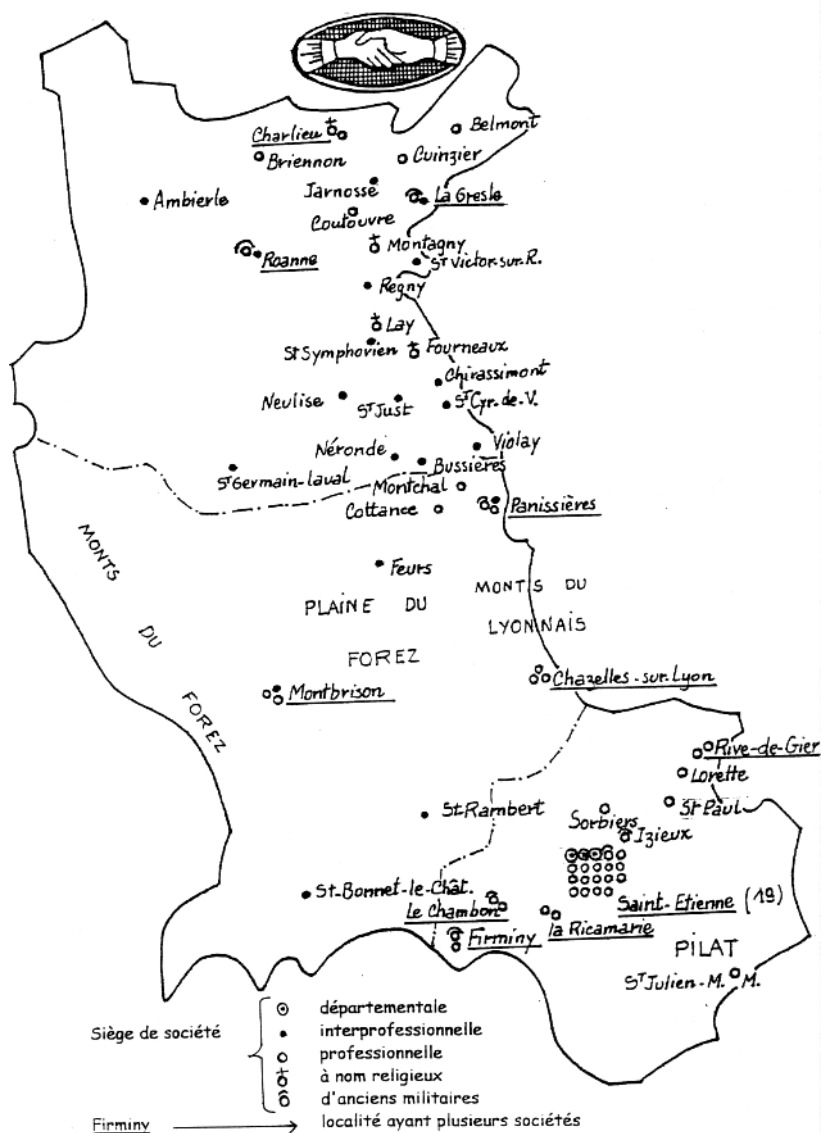 Belmont
Charlieu
Briennon
Cuinzier
Jarnosse
Ambierle
La Gresle
Coutouvre
Montagny
Roanne
St Victor-sur-R.
Regny
Lay
St Symphorien
Fourneaux
Chirassimont
Neulise
St Just
St Cyr-de-V.
Violay
Néronde
Bussières
St Germain-laval
Montchal
Cottance
Panissières
MONTS
DU
FOREZ
Feurs
PLAINE DU
FOREZ
MONTS DU
LYONNAIS
Chazelles-sur-Lyon
Montbrison
Rive-de-Gier
Lorette
St Paul
St-Rambert
Sorbiers
Izieux
St-Bonnet-le-Chât.
Le Chambon
Saint-Etienne (19)
la Ricamarie
Firminy
PILAT
ST Julien-M. M.
Siège de société
départementale
interprofessionnelle
professionnelle
à nom religieux
d'anciens militaires
Firminy
localité ayant plusieurs sociétés